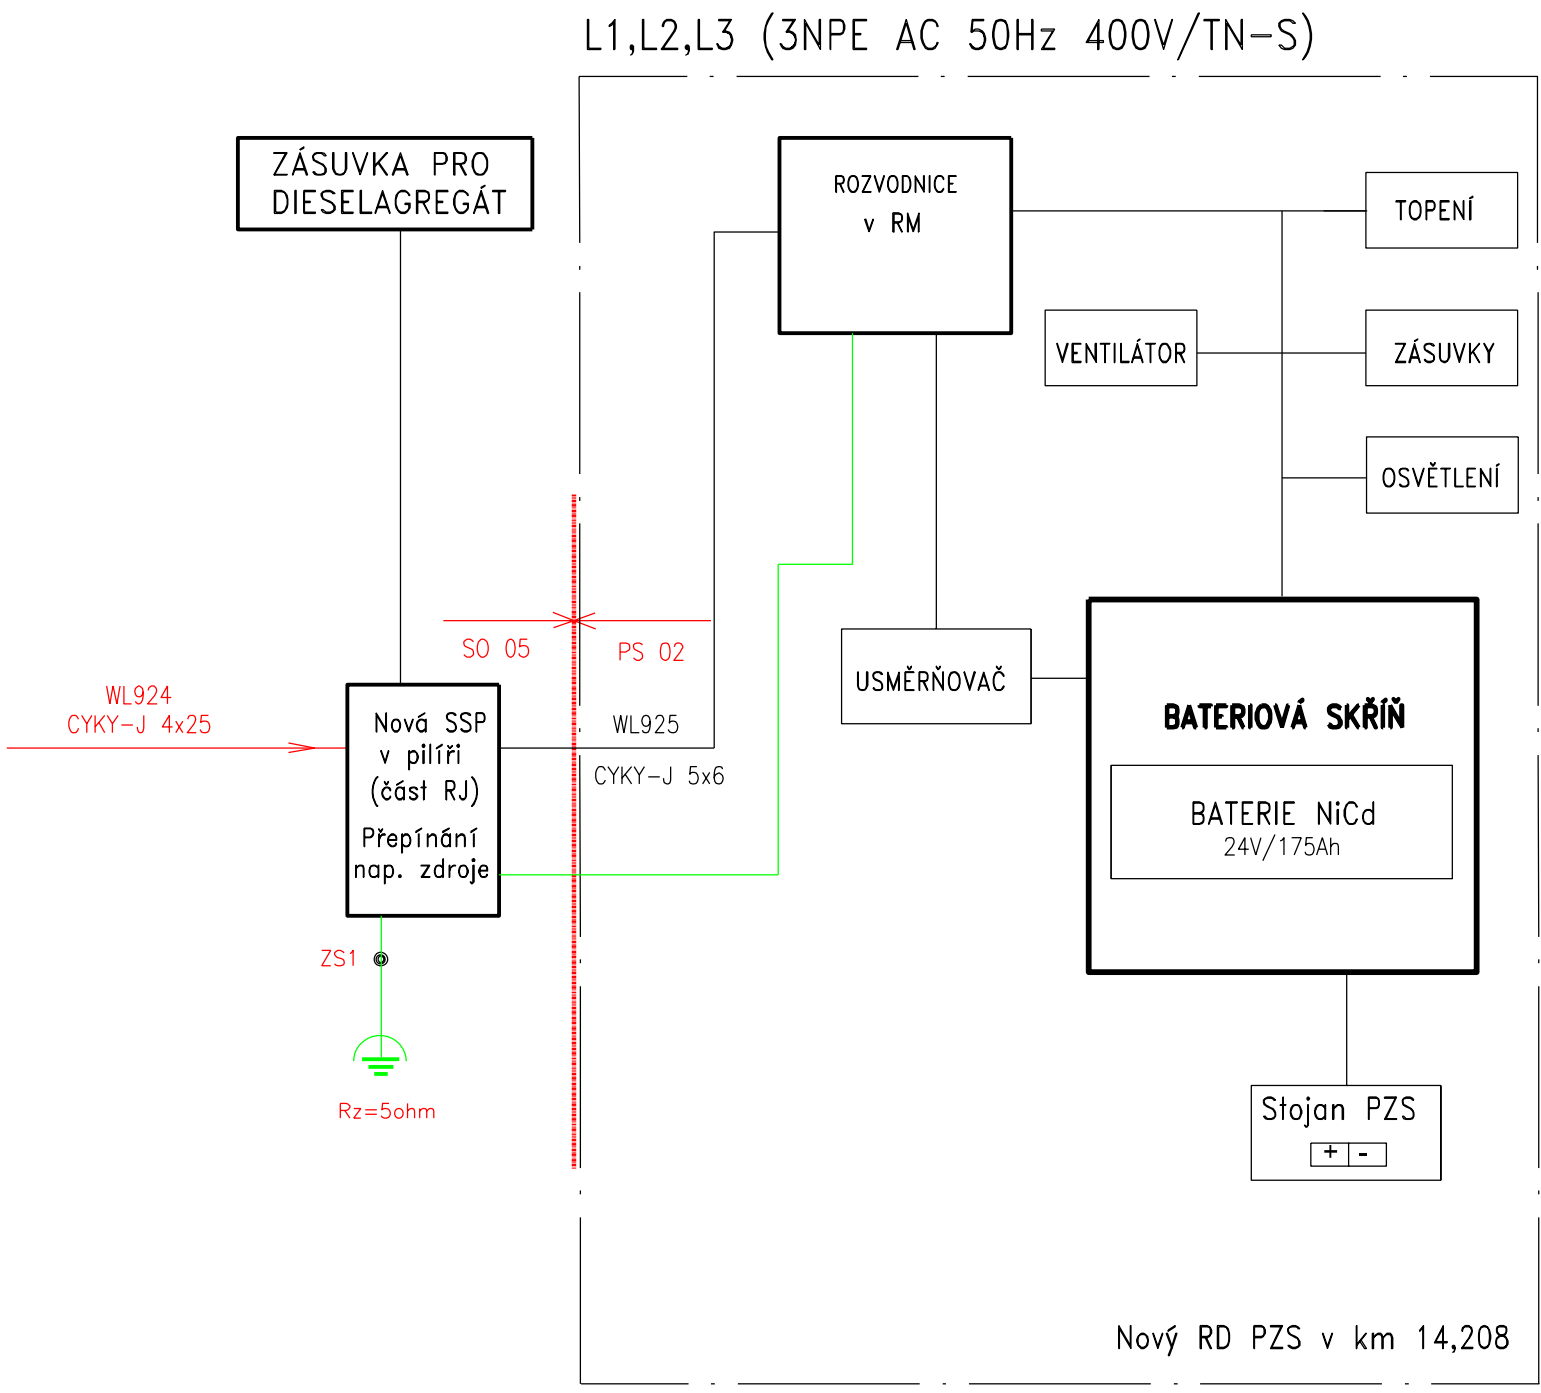 L1,L2,L3 (3NPE AC 50Hz 400V/TN-S)
ZÁSUVKA PRO
DIESELAGREGÁT
ROZVODNICE
v RM
TOPENÍ
VENTILÁTOR
ZÁSUVKY
OSVĚTLENÍ
SO 05
PS 02
USMĚRŇOVAČ
WL924
CYKY-J 4x25
Nová SSP
v pilíři
(část RJ)
Přepínání
nap. zdroje
WL925
CYKY-J 5x6
BATERIOVÁ SKŘÍŇ
BATERIE NiCd
24V/175Ah
ZS1
Rz=5ohm
Stojan PZS
+ -
Nový RD PZS v km 14,208